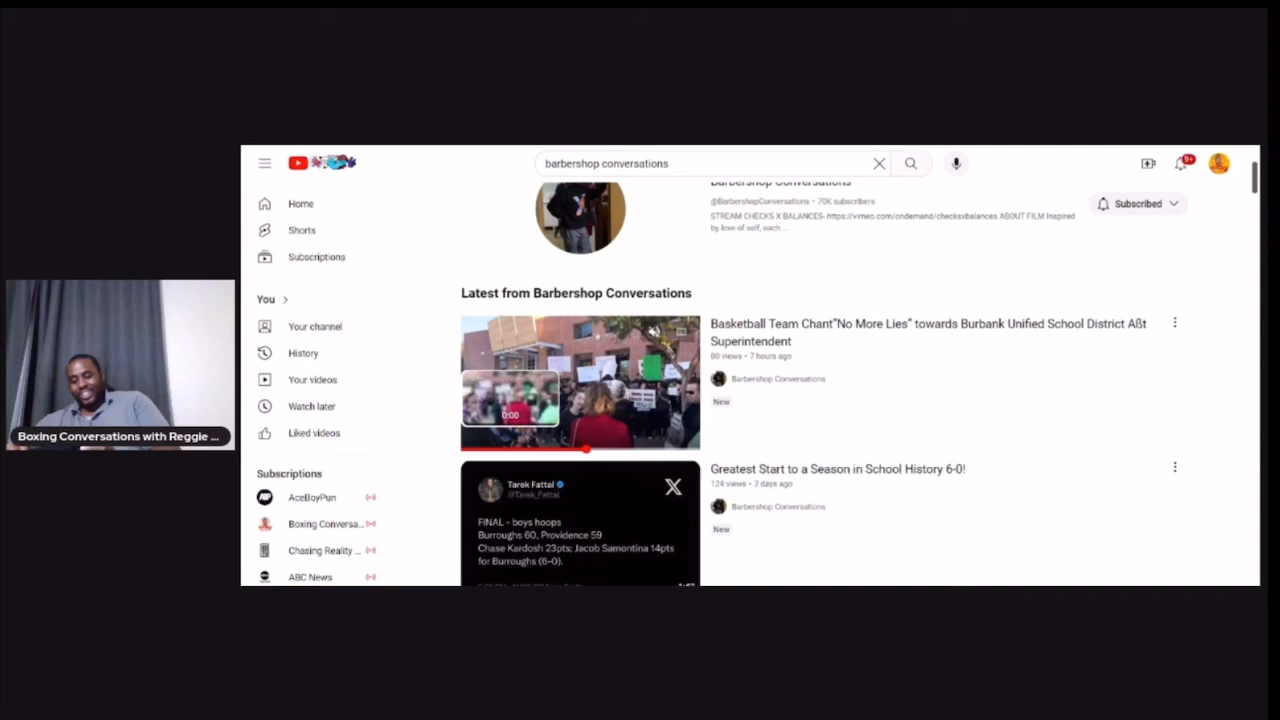 barbershop conversations
9+
Barbershop Conversations
@BarbershopConversations • 70K subscribers
STREAM CHECKS X BALANCES- https://vimeo.com/ondemand/checksxbalances ABOUT FILM Inspired
by love of self, each ...
Subscribed
Home
Shorts
Subscriptions
You
Your channel
History
Your videos
Watch later
Liked videos
Subscriptions
AceBoyPun
Boxing Conversa...
Chasing Reality ...
ABC News
Boxing Conversations with Reggie ...
Latest from Barbershop Conversations
0:00
Basketball Team Chant"No More Lies" towards Burbank Unified School District Aßt
Superintendent
80 views • 7 hours ago
Barbershop Conversations
New
Tarek Fattal
@Tarek_Fattal
FINAL - boys hoops
Burroughs 60, Providence 59
Chase Kardosh 23pts; Jacob Samontina 14pts
for Burroughs (6-0).
Greatest Start to a Season in School History 6-0!
124 views • 2 days ago
Barbershop Conversations
New